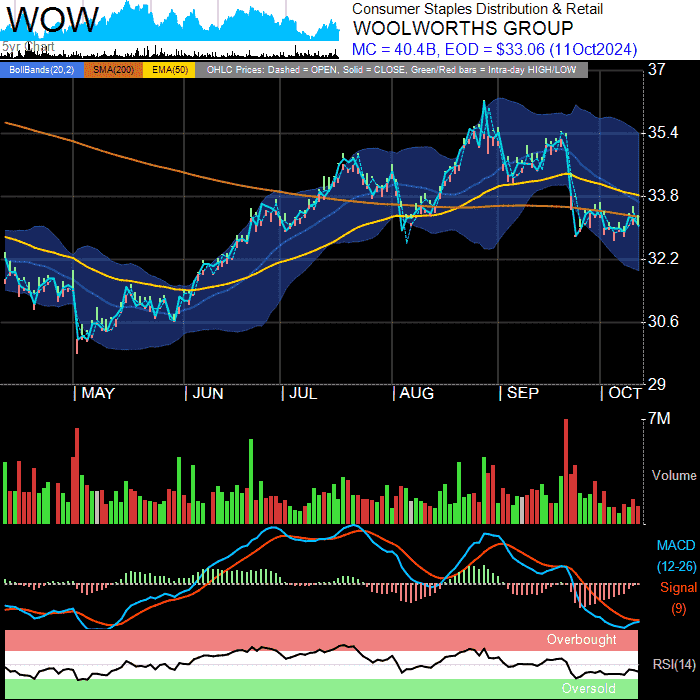 WOW
Consumer Staples Distribution & Retail
WOOLWORTHS GROUP
5yr Chart
MC = 40.4B, EOD = $33.06 (11Oct2024)
BollBands(20,2) SMA(200) EMA(50) OHLC Prices: Dashed = OPEN, Solid = CLOSE, Green/Red bars = Intra-day HIGH/LOW
37
35.4
33.8
32.2
30.6
29
| MAY | JUN | JUL | AUG | SEP | OCT
7M
Volume
MACD
(12-26)
Signal
(9)
Overbought
RSI(14)
Oversold